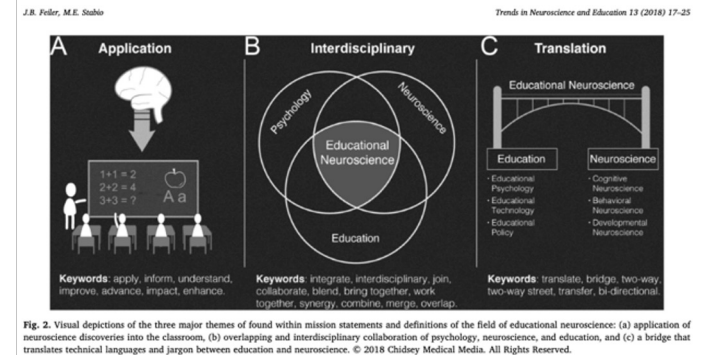 J.B. Feiler, M.E. Stabio
Trends in Neuroscience and Education 13 (2018) 17–25
A
Application
1+1 = 2
2+2 = 4
3+3 = ?
A a
Keywords: apply, inform, understand,
improve, advance, impact, enhance.
B
Interdisciplinary
Psychology
Neuroscience
Educational
Neuroscience
Education
Keywords: integrate, interdisciplinary, join,
collaborate, blend, bring together, work
together, synergy, combine, merge, overlap.
C
Translation
Educational Neuroscience
Education
· Educational
Psychology
· Educational
Technology
· Educational
Policy
Neuroscience
· Cognitive
Neuroscience
· Behavioral
Neuroscience
· Developmental
Neuroscience
Keywords: translate, bridge, two-way,
two-way street, transfer, bi-directional.
Fig. 2. Visual depictions of the three major themes of found within mission statements and definitions of the field of educational neuroscience: (a) application of
neuroscience discoveries into the classroom, (b) overlapping and interdisciplinary collaboration of psychology, neuroscience, and education, and (c) a bridge that
translates technical languages and jargon between education and neuroscience. © 2018 Chidsey Medical Media. All Rights Reserved.